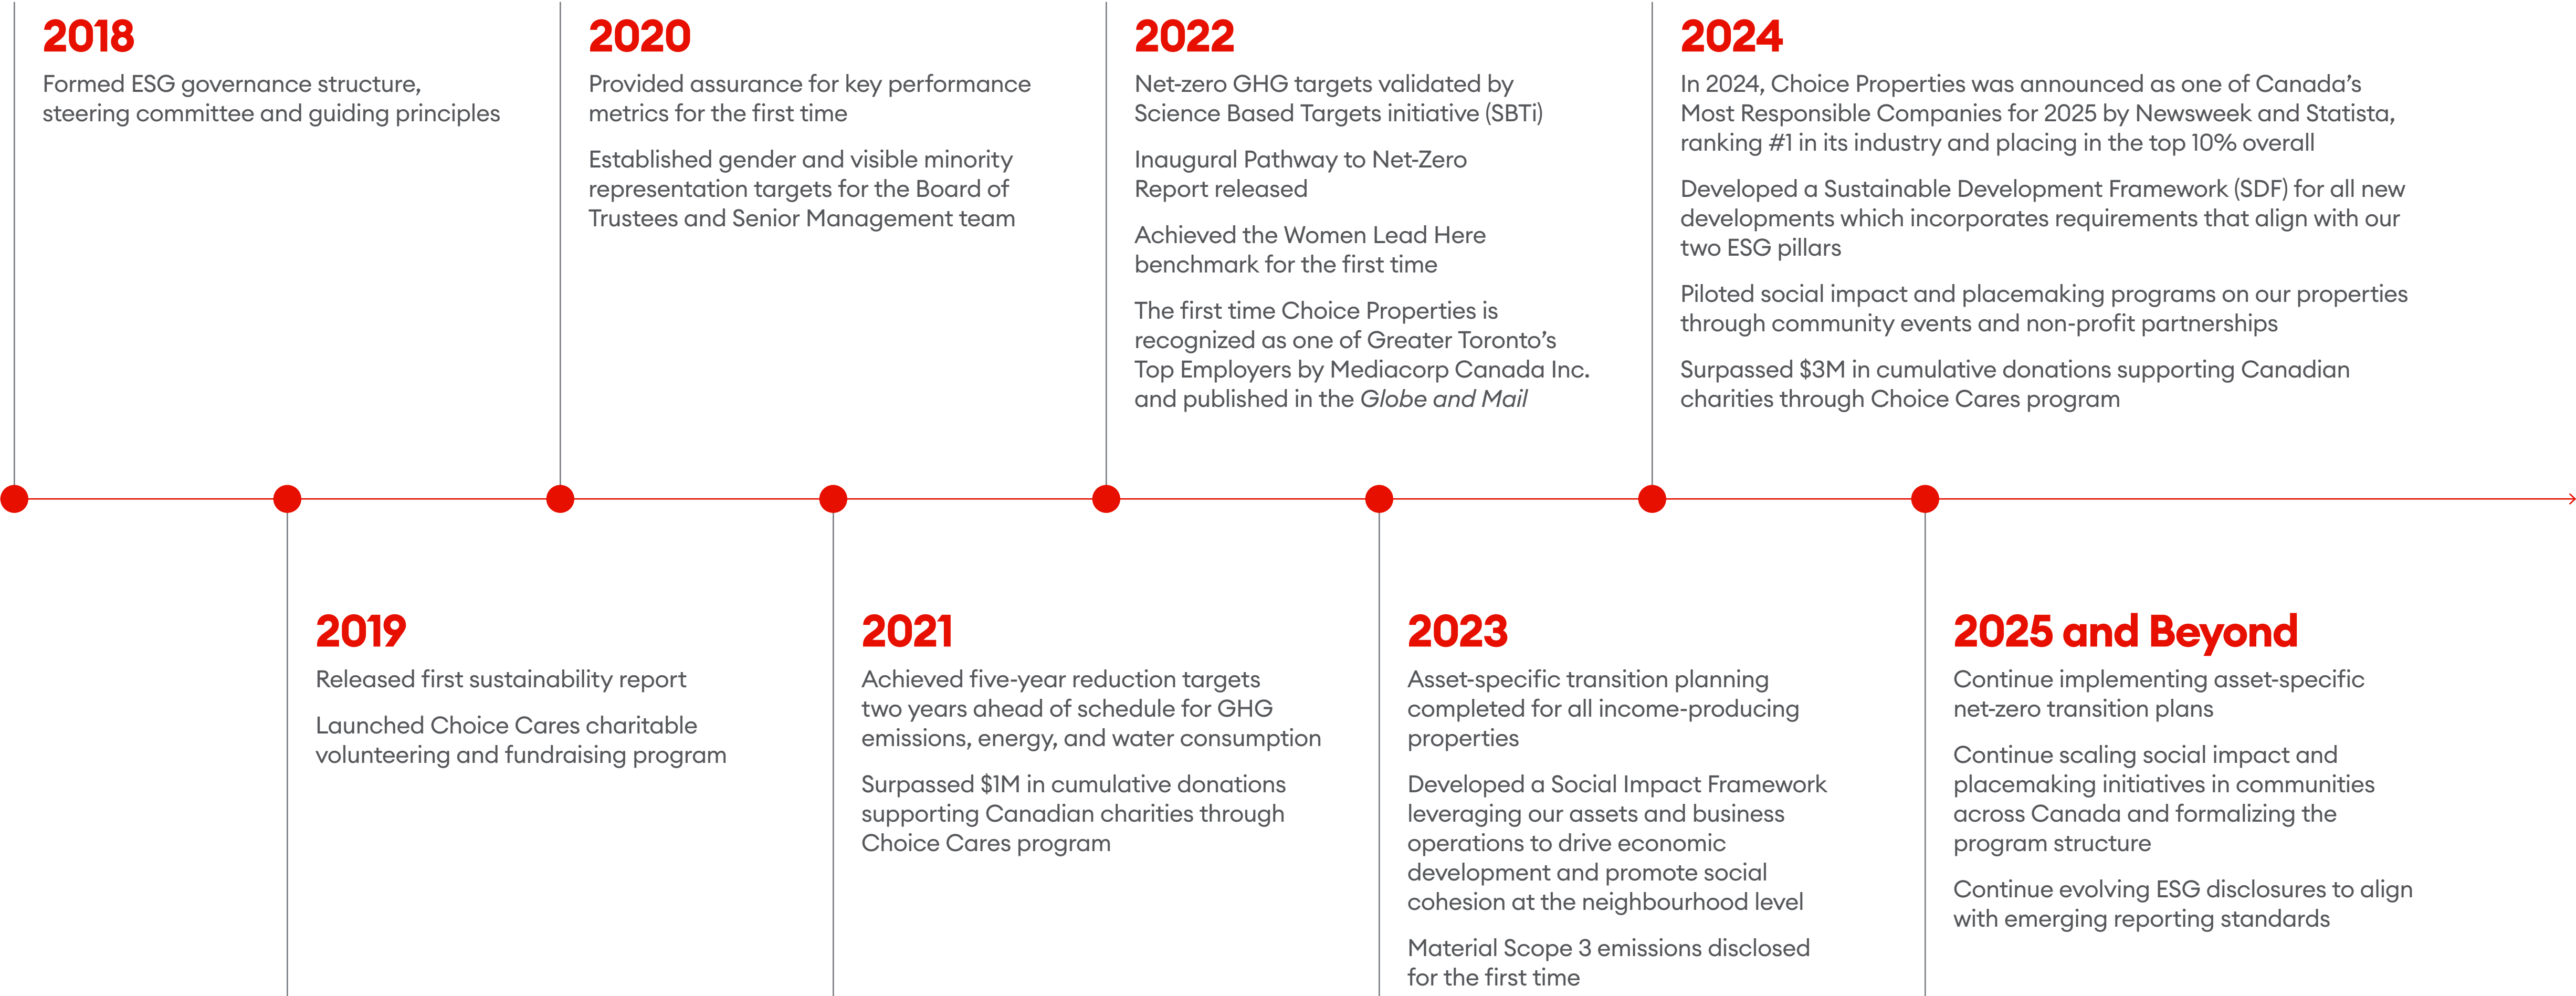 2018
Formed ESG governance structure,
steering committee and guiding principles
2020
Provided assurance for key performance
metrics for the first time
Established gender and visible minority
representation targets for the Board of
Trustees and Senior Management team
2022
Net-zero GHG targets validated by
Science Based Targets initiative (SBTi)
Inaugural Pathway to Net-Zero
Report released
Achieved the Women Lead Here
benchmark for the first time
The first time Choice Properties is
recognized as one of Greater Toronto’s
Top Employers by Mediacorp Canada Inc.
and published in the Globe and Mail
2024
In 2024, Choice Properties was announced as one of Canada’s
Most Responsible Companies for 2025 by Newsweek and Statista,
ranking #1 in its industry and placing in the top 10% overall
Developed a Sustainable Development Framework (SDF) for all new
developments which incorporates requirements that align with our
two ESG pillars
Piloted social impact and placemaking programs on our properties
through community events and non-profit partnerships
Surpassed $3M in cumulative donations supporting Canadian
charities through Choice Cares program
2019
Released first sustainability report
Launched Choice Cares charitable
volunteering and fundraising program
2021
Achieved five-year reduction targets
two years ahead of schedule for GHG
emissions, energy, and water consumption
Surpassed $1M in cumulative donations
supporting Canadian charities through
Choice Cares program
2023
Asset-specific transition planning
completed for all income-producing
properties
Developed a Social Impact Framework
leveraging our assets and business
operations to drive economic
development and promote social
cohesion at the neighbourhood level
Material Scope 3 emissions disclosed
for the first time
2025 and Beyond
Continue implementing asset-specific
net-zero transition plans
Continue scaling social impact and
placemaking initiatives in communities
across Canada and formalizing the
program structure
Continue evolving ESG disclosures to align
with emerging reporting standards